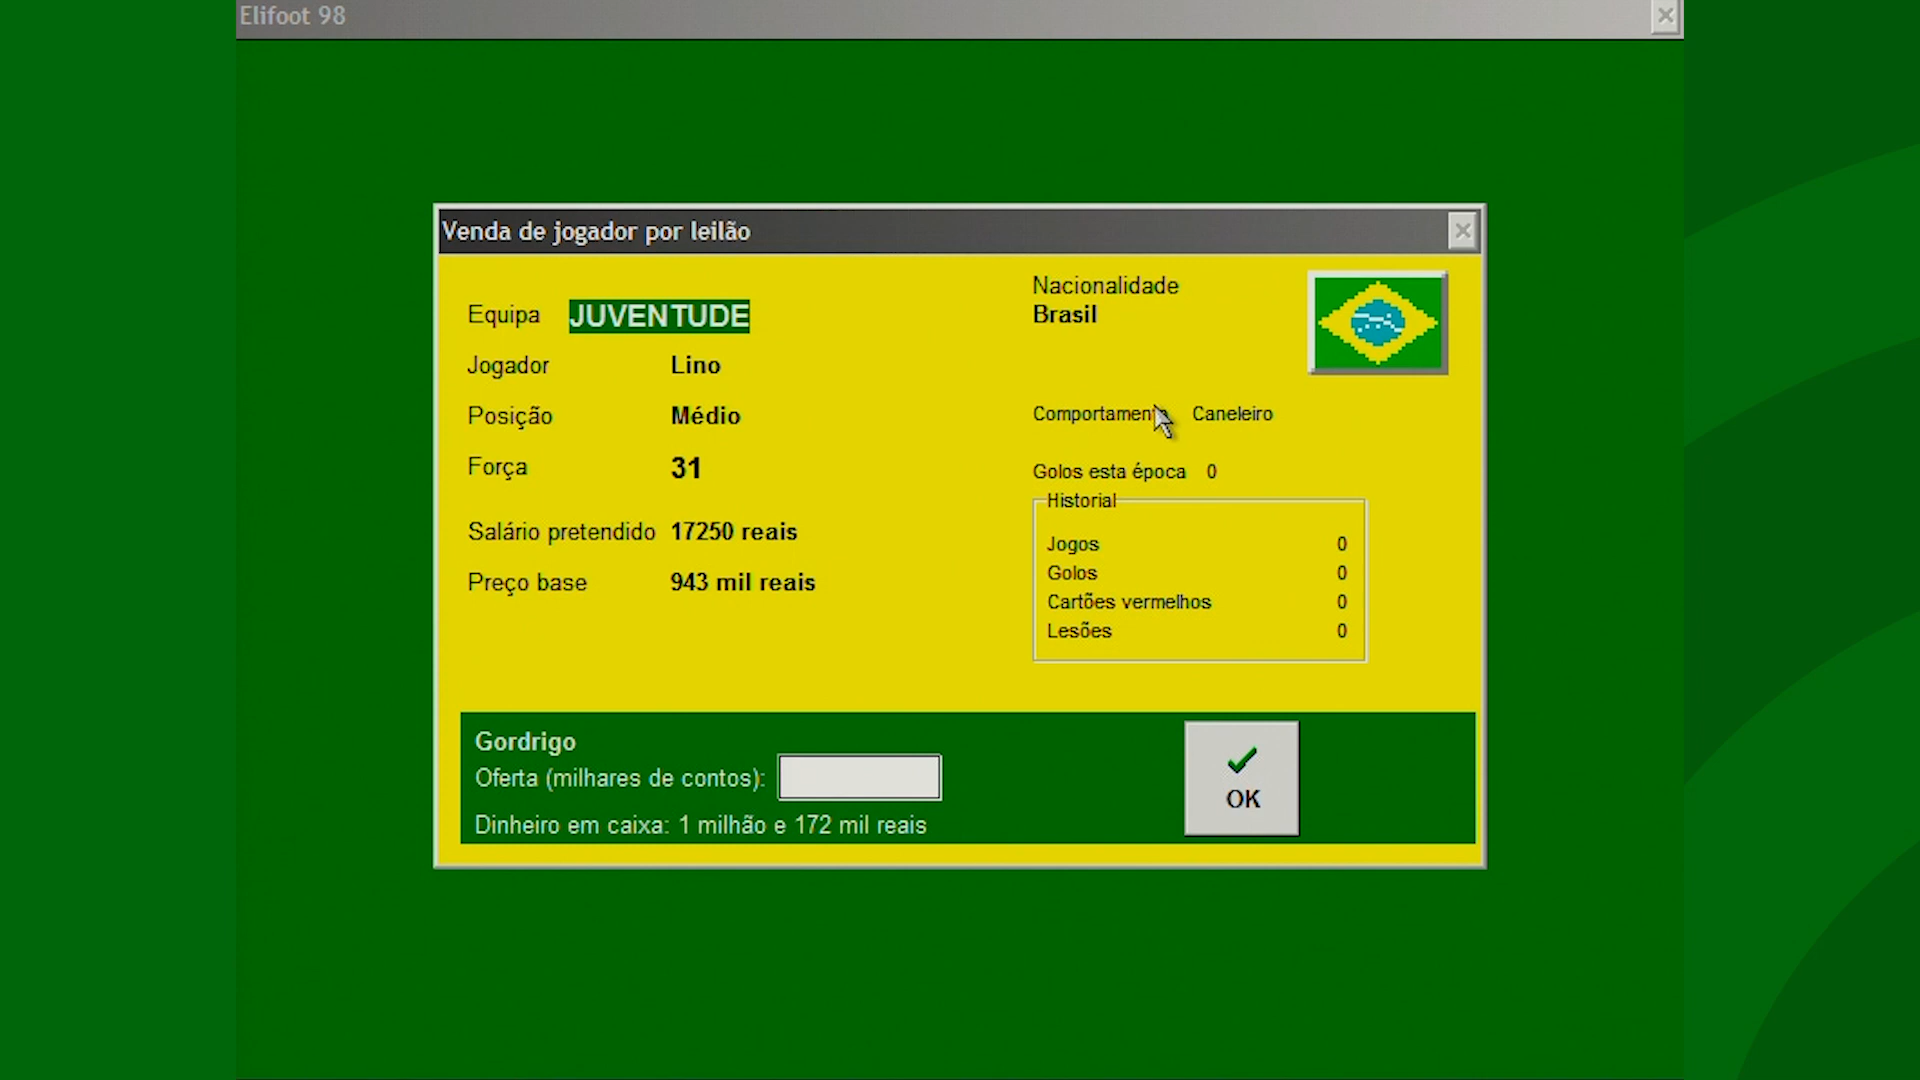 Elifoot 98
Venda de jogador por leilão
Equipa JUVENTUDE
Jogador Lino
Posição Médio
Força 31
Salário pretendido 17250 reais
Preço base 943 mil reais
Nacionalidade
Brasil
Caneleiro
Golos esta época 0
Historial
Jogos 0
Golos 0
Cartões vermelhos 0
Lesões 0
Gordrigo
Oferta (milhares de contos):
Dinheiro em caixa: 1 milhão e 172 mil reais
OK